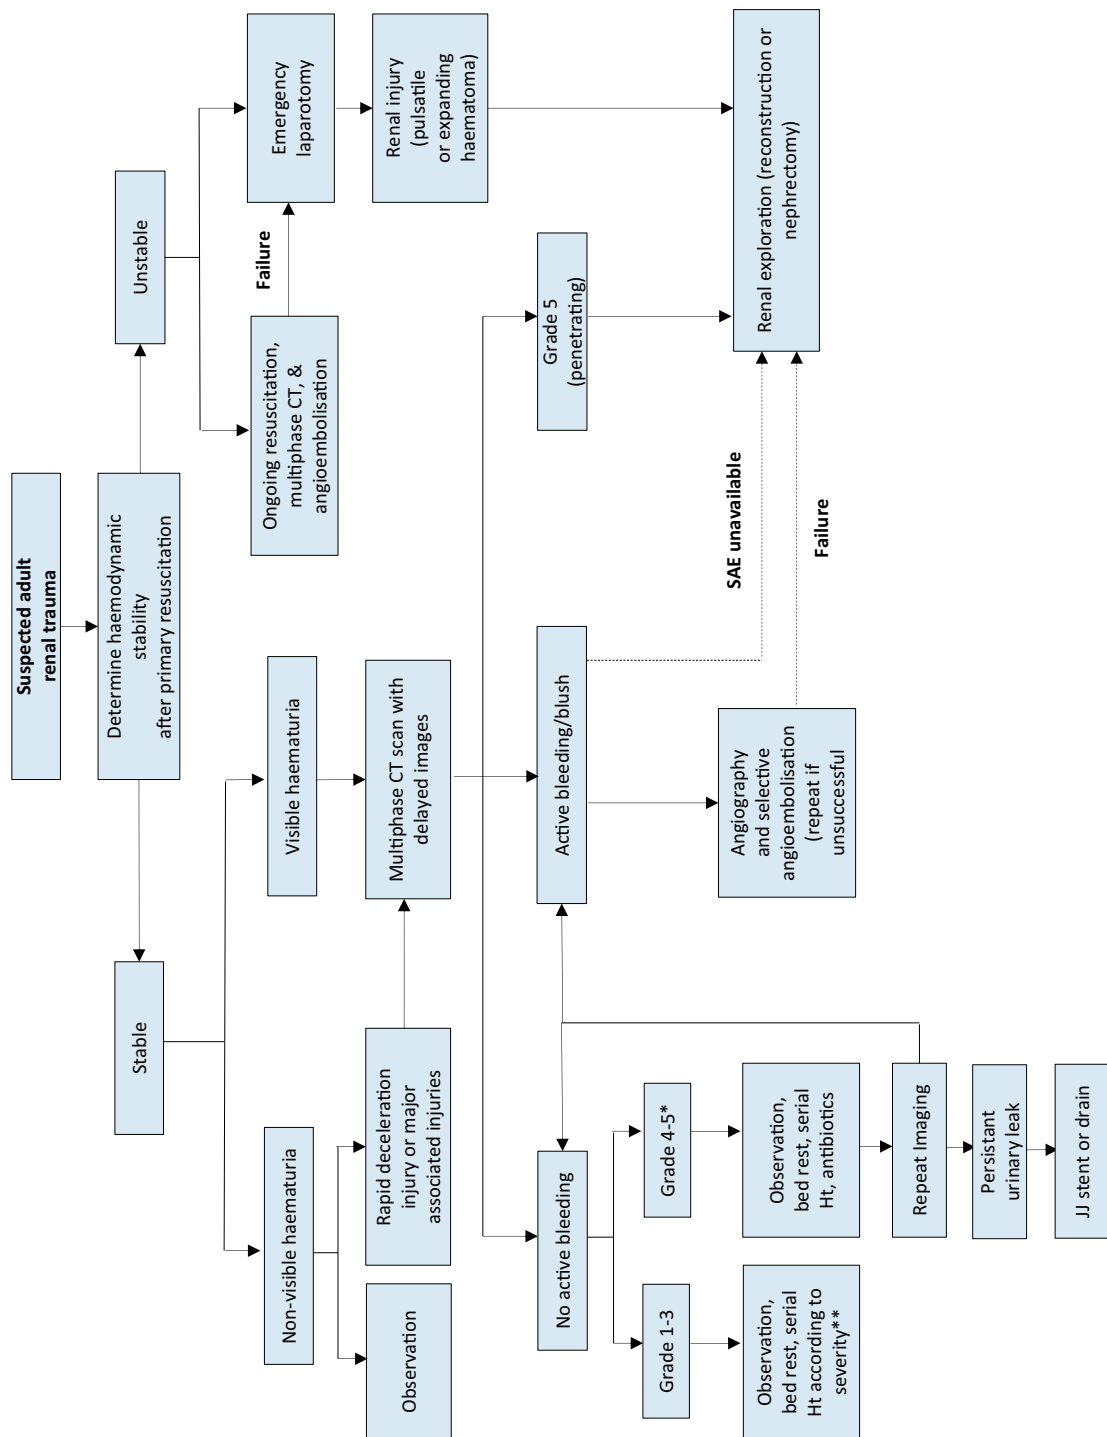 Suspected adult
renal trauma
Determine haemodynamic
stability
after primary resuscitation
Stable
Unstable
Non-visible haematuria
Visible haematuria
Ongoing resuscitation,
multiphase CT, &
angioembolisation
Failure
Emergency
laparotomy
Observation
Rapid deceleration
injury or major
associated injuries
Multiphase CT scan with
delayed images
Renal injury
(pulsatile
or expanding
haematoma)
No active bleeding
Active bleeding/blush
Grade 5
(penetrating)
Grade 1-3
Grade 4-5*
SAE unavailable
Observation,
bed rest, serial
Ht according to
severity**
Observation,
bed rest, serial
Ht, antibiotics
Angiography
and selective
angioembolisation
(repeat if
unsuccessful
Failure
Renal exploration (reconstruction or
nephrectomy)
Repeat Imaging
Persistant
urinary leak
JJ stent or drain